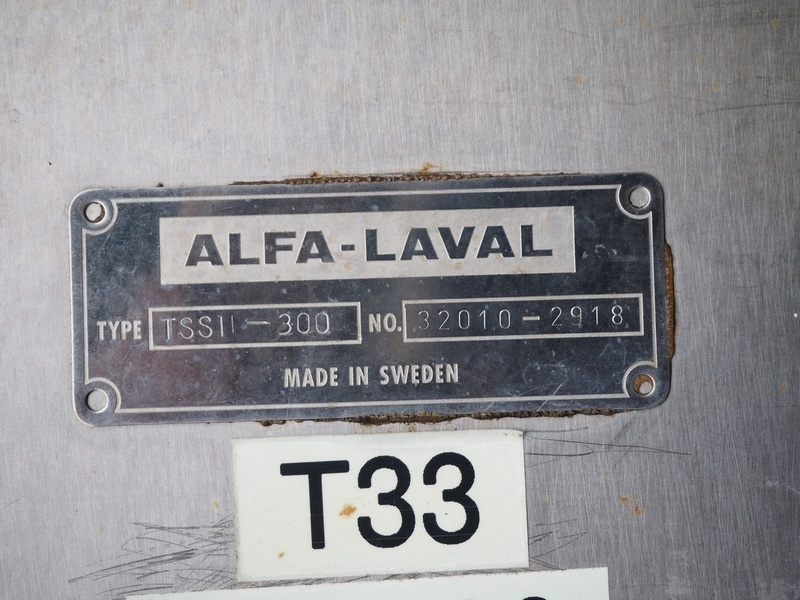 ALFA-LAVAL
TYPE TSSII-300 NO. 32010-2918
MADE IN SWEDEN
T33